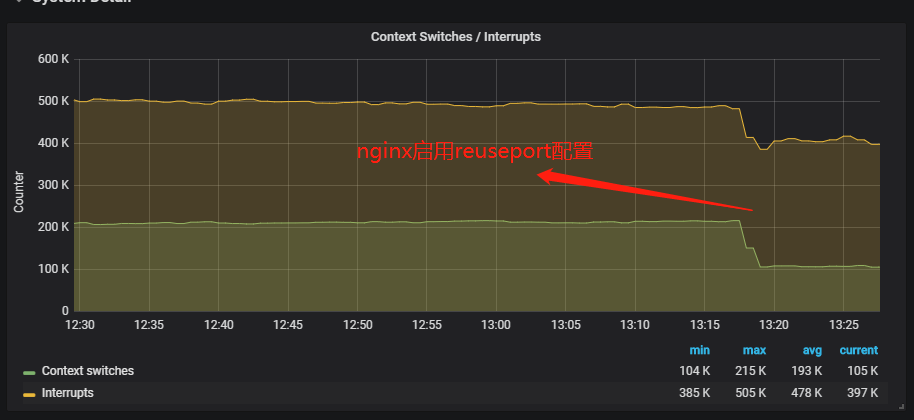 Context Switches / Interrupts
600 K
500 K
400 K
300 K
200 K
100 K
0
Counter
nginx启用reuseport配置
12:30 12:35 12:40 12:45 12:50 12:55 13:00 13:05 13:10 13:15 13:20 13:25
min max avg current
Context switches 104 K 215 K 193 K 105 K
Interrupts 385 K 505 K 478 K 397 K